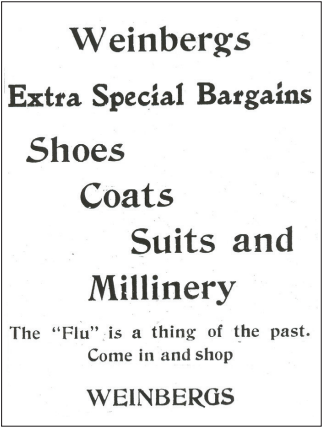 Weinbergs
Extra Special Bargains
Shoes
Coats
Suits and
Millinery
The "Flu" is a thing of the past.
Come in and shop
WEINBERGS